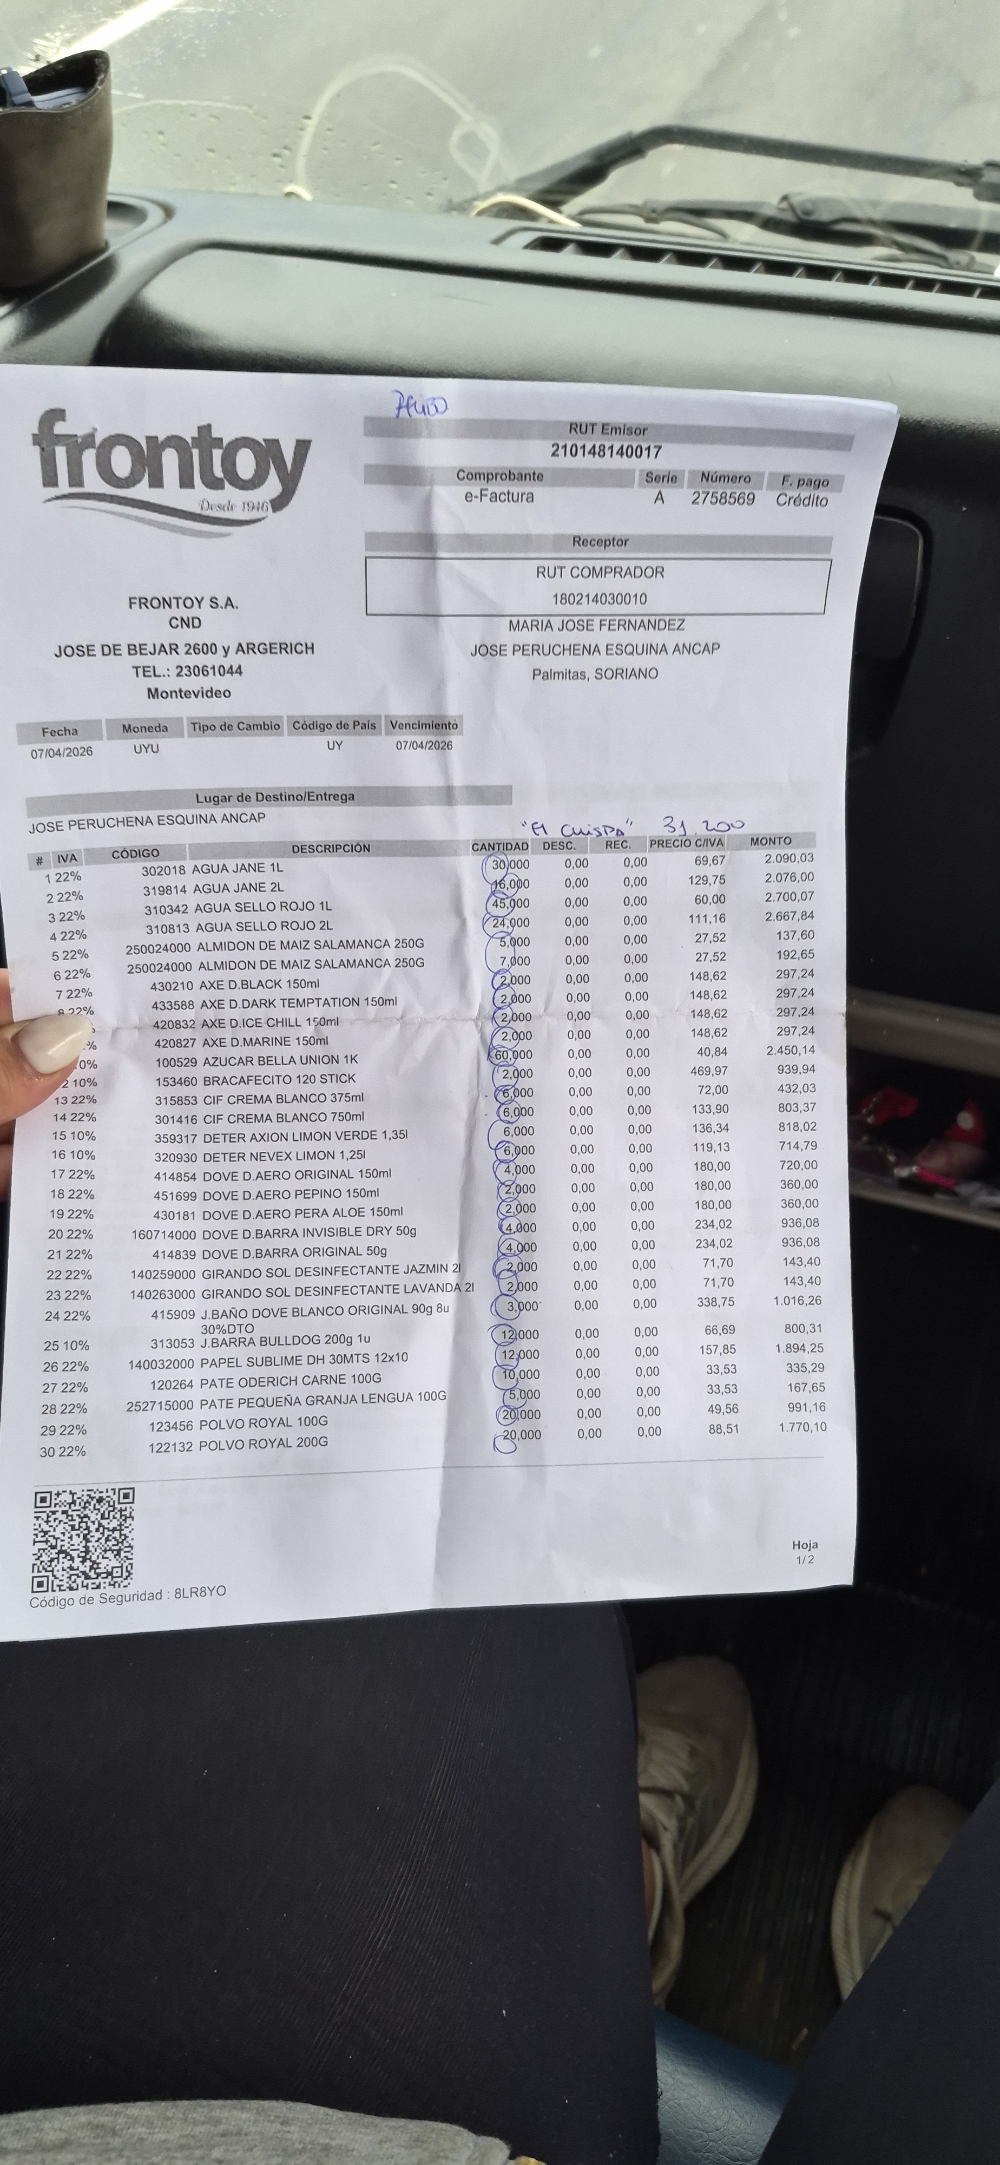 frontoy
Desde 1946
RUT Emisor
210148140017
Comprobante Serie Número F. pago
e-Factura A 2758569 Crédito
Receptor
RUT COMPRADOR
180214030010
MARIA JOSE FERNANDEZ
JOSE PERUCHENA ESQUINA ANCAP
Palmitas, SORIANO
FRONTOY S.A.
CND
JOSE DE BEJAR 2600 y ARGERICH
TEL.: 23061044
Montevideo
Fecha Moneda Tipo de Cambio Código de País Vencimiento
07/04/2026 UYU UY 07/04/2026
Lugar de Destino/Entrega
JOSE PERUCHENA ESQUINA ANCAP
31.200
# IVA CÓDIGO DESCRIPCIÓN CANTIDAD DESC. REC. PRECIO C/IVA MONTO
1 22% 302018 AGUA JANE 1L 30,000 0,00 0,00 69,67 2.090,03
2 22% 319814 AGUA JANE 2L 16,000 0,00 0,00 129,75 2.076,00
3 22% 310342 AGUA SELLO ROJO 1L 45,000 0,00 0,00 60,00 2.700,07
4 22% 310813 AGUA SELLO ROJO 2L 24,000 0,00 0,00 111,16 2.667,84
5 22% 250024000 ALMIDON DE MAIZ SALAMANCA 250G 5,000 0,00 0,00 27,52 137,60
6 22% 250024000 ALMIDON DE MAIZ SALAMANCA 250G 7,000 0,00 0,00 27,52 192,65
7 22% 430210 AXE D.BLACK 150ml 2,000 0,00 0,00 148,62 297,24
8 22% 433588 AXE D.DARK TEMPTATION 150ml 2,000 0,00 0,00 148,62 297,24
% 420832 AXE D.ICE CHILL 150ml 2,000 0,00 0,00 148,62 297,24
% 420827 AXE D.MARINE 150ml 2,000 0,00 0,00 148,62 297,24
0% 100529 AZUCAR BELLA UNION 1K 60,000 0,00 0,00 40,84 2.450,14
2 10% 153460 BRACAFECITO 120 STICK 2,000 0,00 0,00 469,97 939,94
13 22% 315853 CIF CREMA BLANCO 375ml 6,000 0,00 0,00 72,00 432,03
14 22% 301416 CIF CREMA BLANCO 750ml 6,000 0,00 0,00 133,90 803,37
15 10% 359317 DETER AXION LIMON VERDE 1,35l 6,000 0,00 0,00 136,34 818,02
16 10% 320930 DETER NEVEX LIMON 1,25l 6,000 0,00 0,00 119,13 714,79
17 22% 414854 DOVE D.AERO ORIGINAL 150ml 4,000 0,00 0,00 180,00 720,00
18 22% 451699 DOVE D.AERO PEPINO 150ml 2,000 0,00 0,00 180,00 360,00
19 22% 430181 DOVE D.AERO PERA ALOE 150ml 2,000 0,00 0,00 180,00 360,00
20 22% 160714000 DOVE D.BARRA INVISIBLE DRY 50g 4,000 0,00 0,00 234,02 936,08
21 22% 414839 DOVE D.BARRA ORIGINAL 50g 4,000 0,00 0,00 234,02 936,08
22 22% 140259000 GIRANDO SOL DESINFECTANTE JAZMIN 2l 2,000 0,00 0,00 71,70 143,40
23 22% 140263000 GIRANDO SOL DESINFECTANTE LAVANDA 2l 2,000 0,00 0,00 71,70 143,40
24 22% 415909 J.BAÑO DOVE BLANCO ORIGINAL 90g 8u 3,000 0,00 0,00 338,75 1.016,26
30%DTO
25 10% 313053 J.BARRA BULLDOG 200g 1u 12,000 0,00 0,00 66,69 800,31
26 22% 140032000 PAPEL SUBLIME DH 30MTS 12x10 12,000 0,00 0,00 157,85 1.894,25
27 22% 120264 PATE ODERICH CARNE 100G 10,000 0,00 0,00 33,53 335,29
28 22% 252715000 PATE PEQUEÑA GRANJA LENGUA 100G 5,000 0,00 0,00 33,53 167,65
29 22% 123456 POLVO ROYAL 100G 20,000 0,00 0,00 49,56 991,16
30 22% 122132 POLVO ROYAL 200G 20,000 0,00 0,00 88,51 1.770,10
Código de Seguridad : 8LR8YO
Hoja
1/2